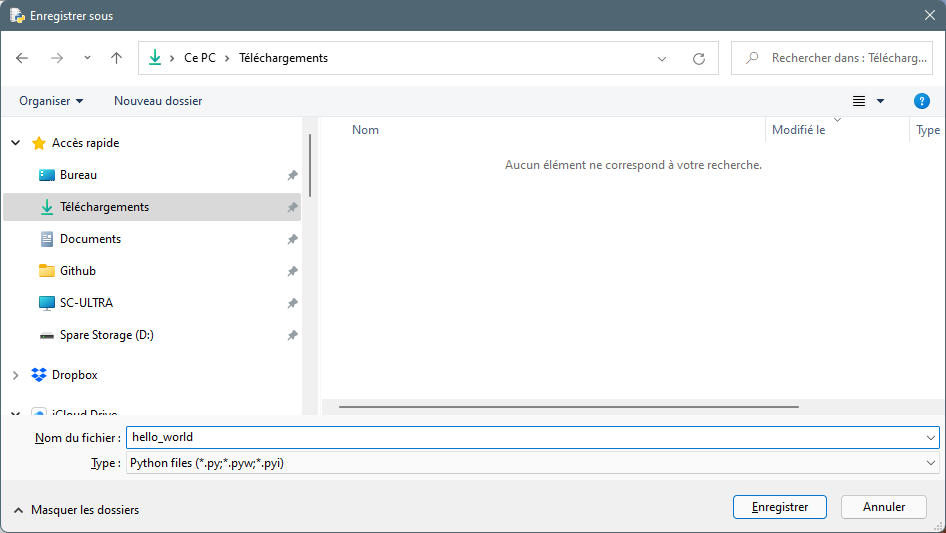 Enregistrer sous
Ce PC > Téléchargements
Rechercher dans : Télécharg...
Organiser Nouveau dossier
?
Nom Modifié le Type
Aucun élément ne correspond à votre recherche.
Accès rapide
Bureau
Téléchargements
Documents
Github
SC-ULTRA
Spare Storage (D:)
Dropbox
iCloud Drive
Nom du fichier : hello_world
Type : Python files (*.py;*.pyw;*.pyi)
Masquer les dossiers Enregistrer Annuler